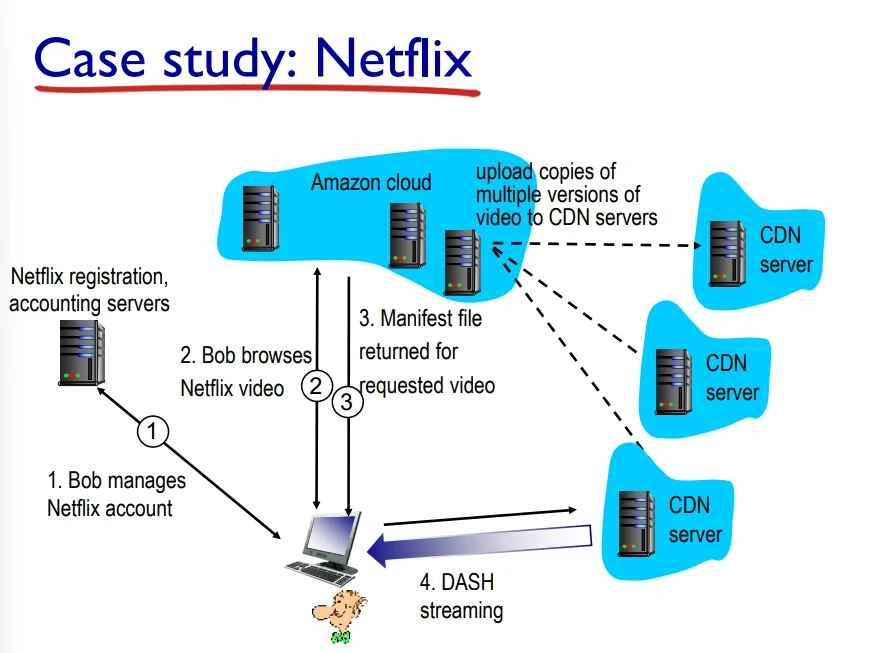 Case study: Netflix
Amazon cloud
upload copies of
multiple versions of
video to CDN servers
CDN
server
Netflix registration,
accounting servers
3. Manifest file
returned for
requested video
2. Bob browses
Netflix video
2
3
CDN
server
1
1. Bob manages
Netflix account
CDN
server
4. DASH
streaming